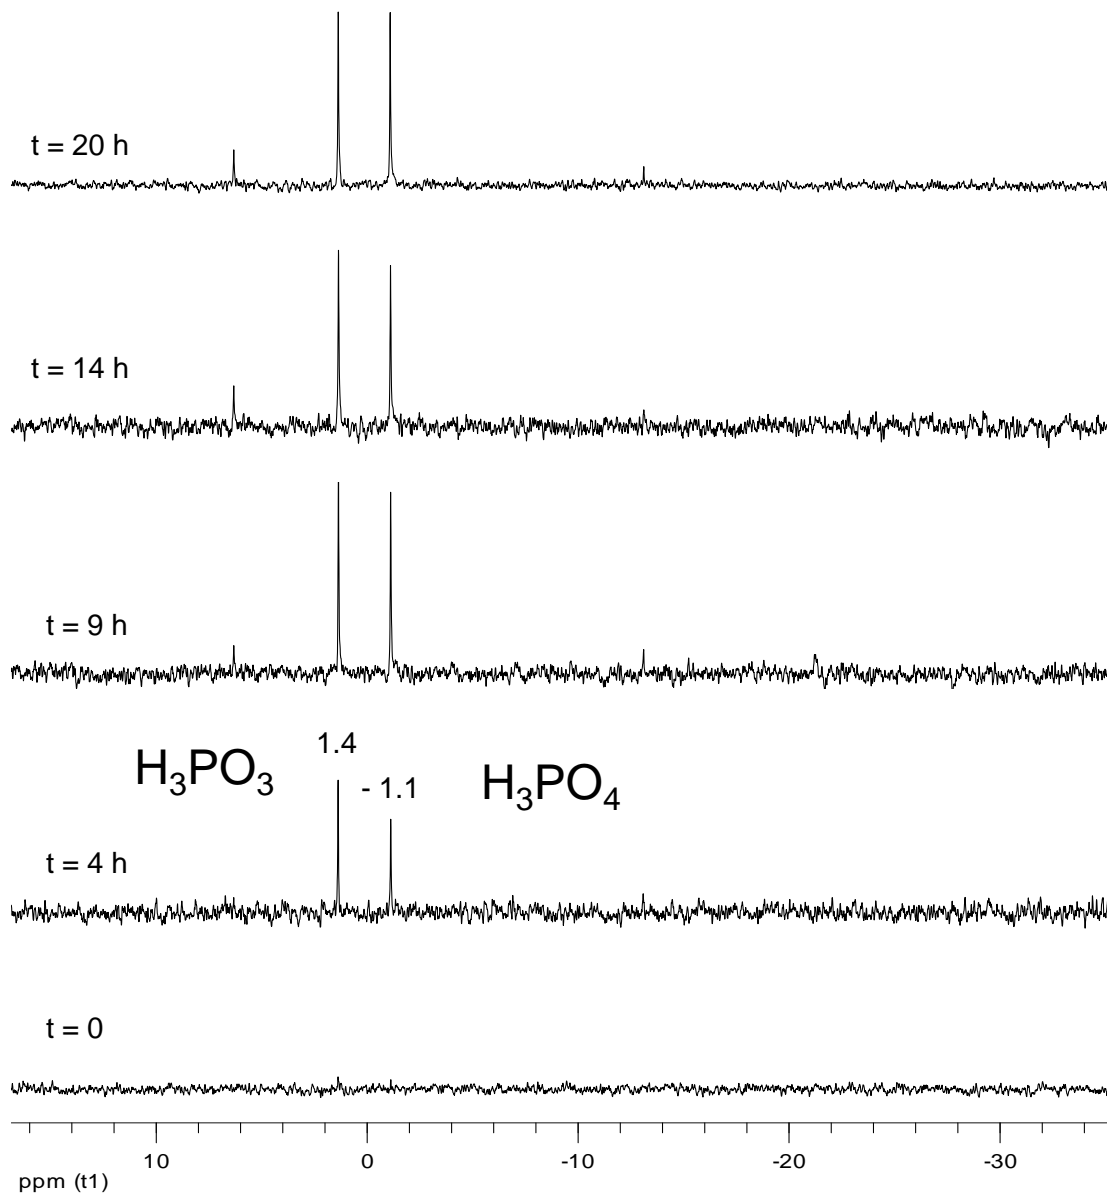 t = 20 h
t = 14 h
t = 9 h
1.4
H₃PO₃
- 1.1
H₃PO₄
t = 4 h
t = 0
10 0 -10 -20 -30
ppm (t1)